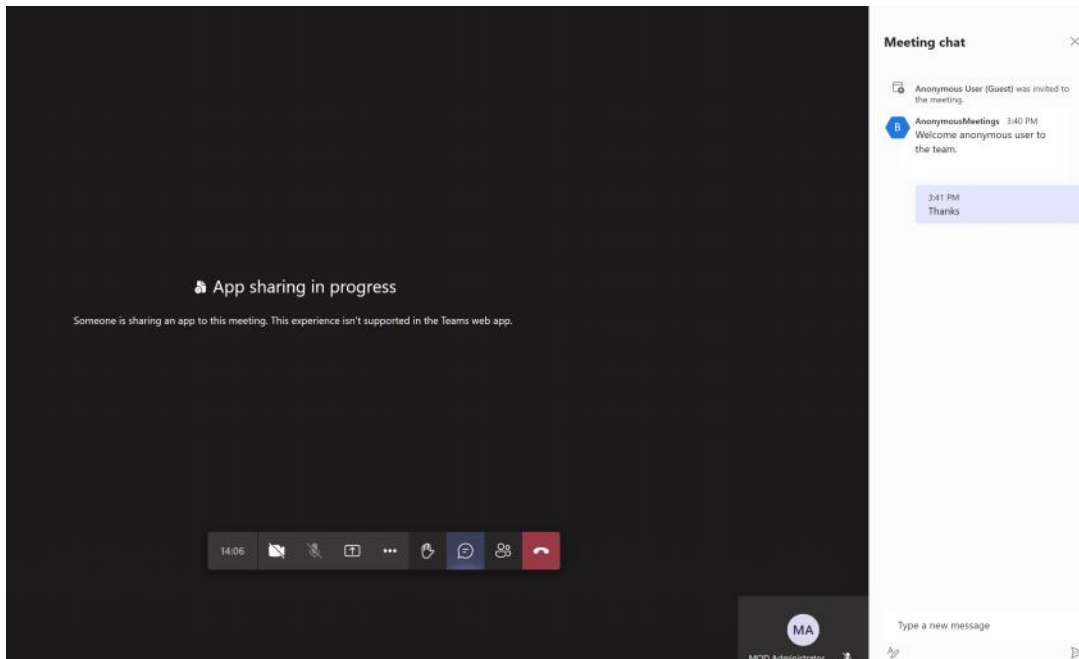 Meeting chat
Anonymous User (Guest) was invited to
the meeting.
B
AnonymousMeetings 3:40 PM
Welcome anonymous user to
the team.
3:41 PM
Thanks
App sharing in progress
Someone is sharing an app to this meeting. This experience isn't supported in the Teams web app.
14:06
MA
MOD Administrator
Type a new message